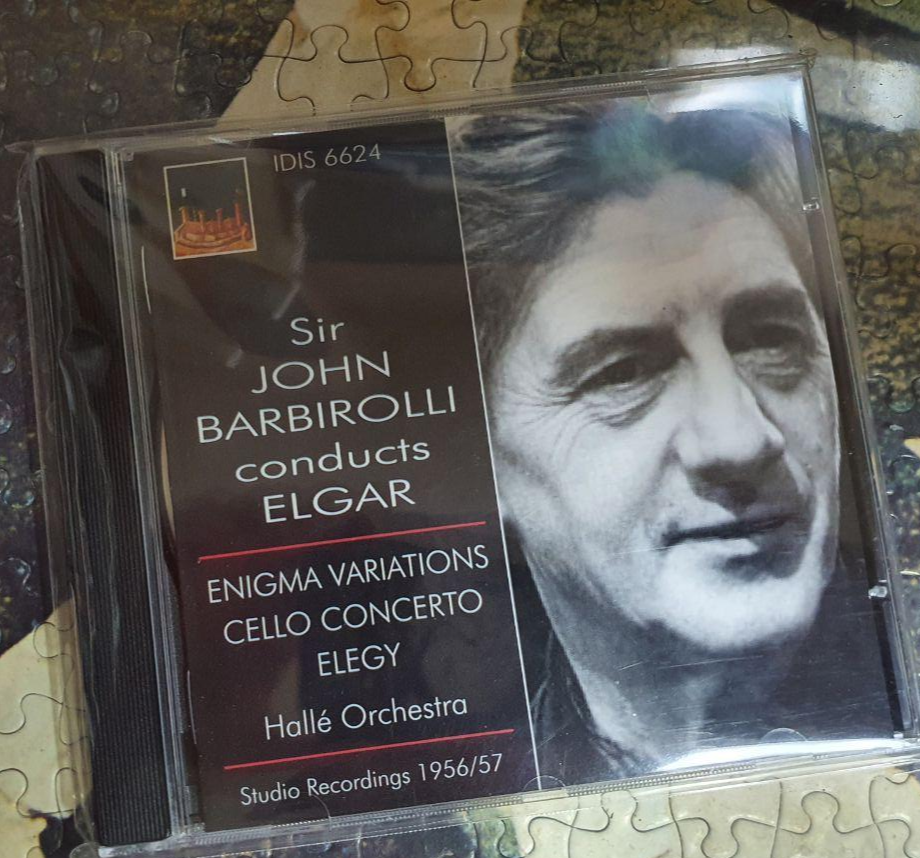 IDIS 6624
Sir
JOHN
BARBIROLLI
conducts
ELGAR
ENIGMA VARIATIONS
CELLO CONCERTO
ELEGY
Hallé Orchestra
Studio Recordings 1956/57